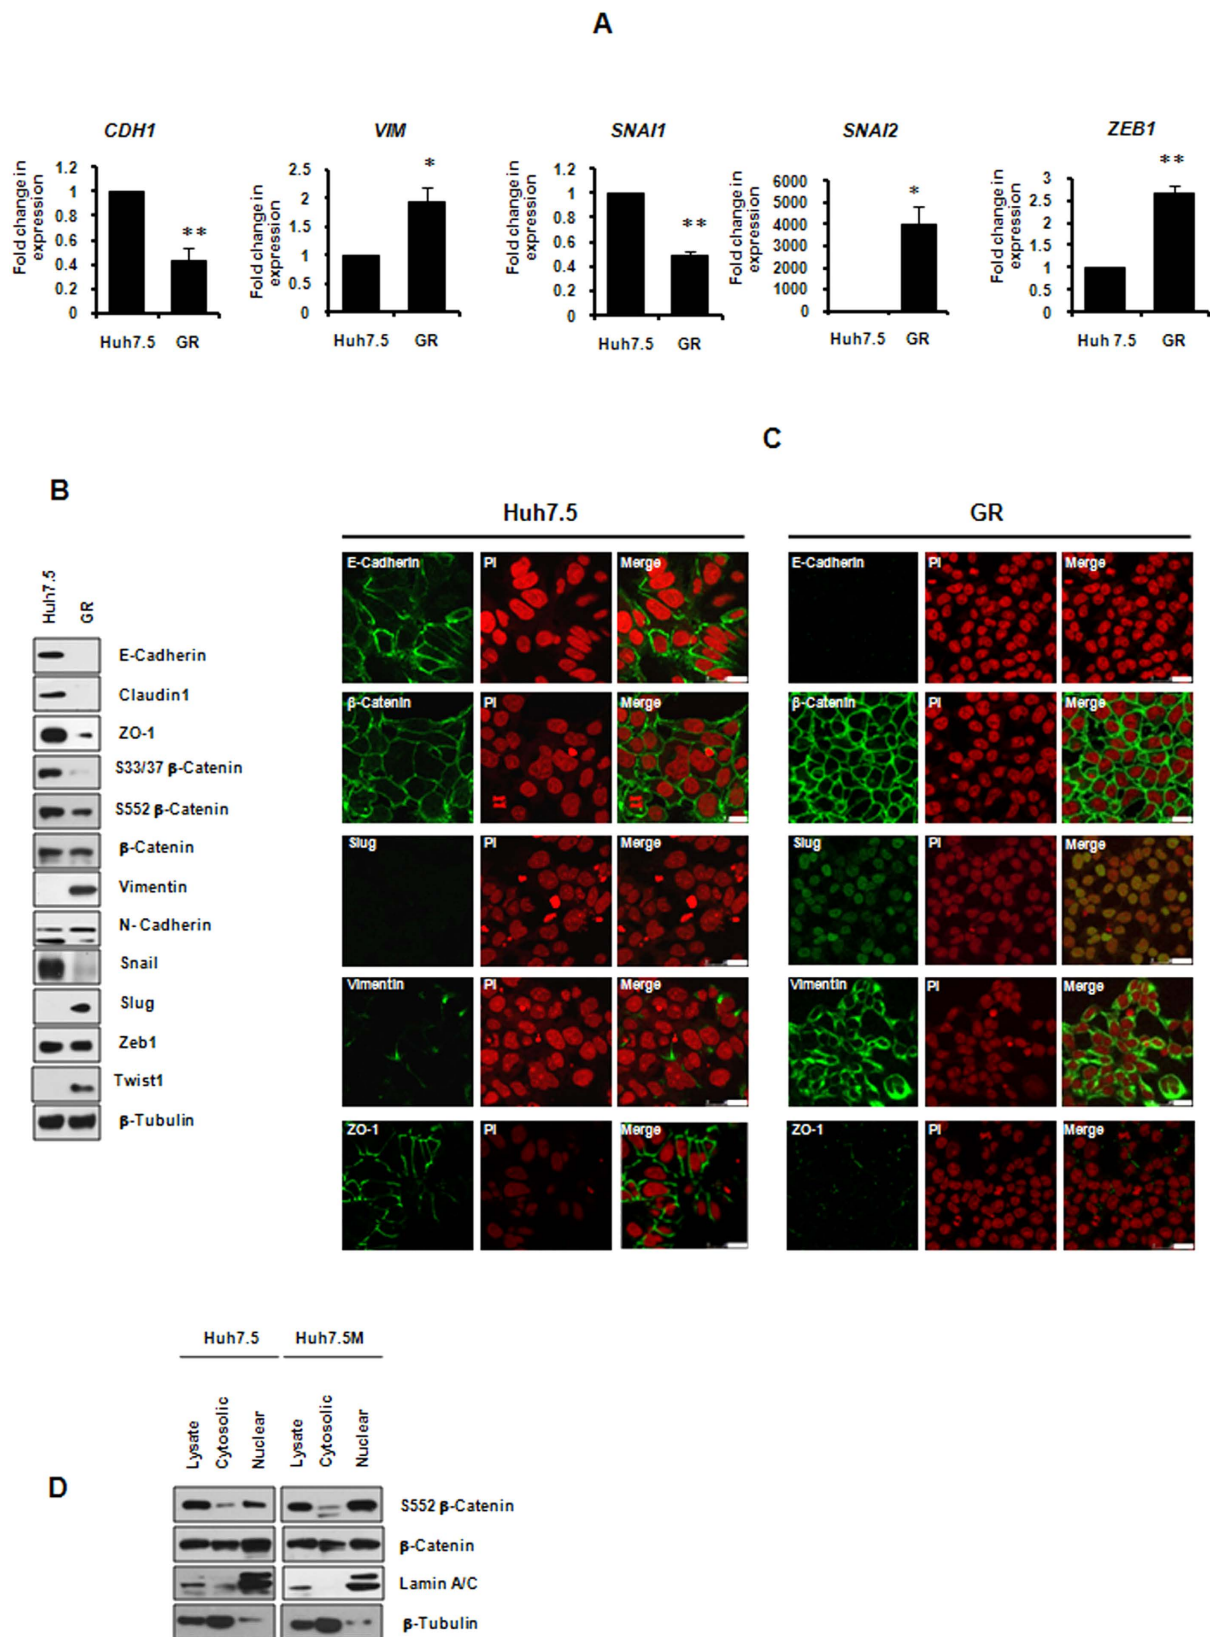 A
CDH1
VIM
SNAI1
SNAI2
ZEB1
Fold change in expression
1.2
1
0.8
0.6
0.4
0.2
0
**
Huh7.5 GR
Fold change in expression
2.5
2
1.5
1
0.5
0
*
Huh7.5 GR
Fold change in expression
1.2
1
0.8
0.6
0.4
0.2
0
**
Huh7.5 GR
Fold change in expression
6000
5000
4000
3000
2000
1000
0
*
Huh7.5 GR
Fold change in expression
3
2.5
2
1.5
1
0.5
0
**
Huh 7.5 GR
B
Huh7.5 GR
E-Cadherin
Claudin1
ZO-1
S33/37 β-Catenin
S552 β-Catenin
β-Catenin
Vimentin
N- Cadherin
Snail
Slug
Zeb1
Twist1
β-Tubulin
C
Huh7.5 GR
E-Cadherin PI Merge E-Cadherin PI Merge
β-Catenin PI Merge β-Catenin PI Merge
Slug PI Merge Slug PI Merge
Vimentin PI Merge Vimentin PI Merge
ZO-1 PI Merge ZO-1 PI Merge
D
Huh7.5 Huh7.5M
Lysate Cytosolic Nuclear Lysate Cytosolic Nuclear
S552 β-Catenin
β-Catenin
Lamin A/C
β-Tubulin